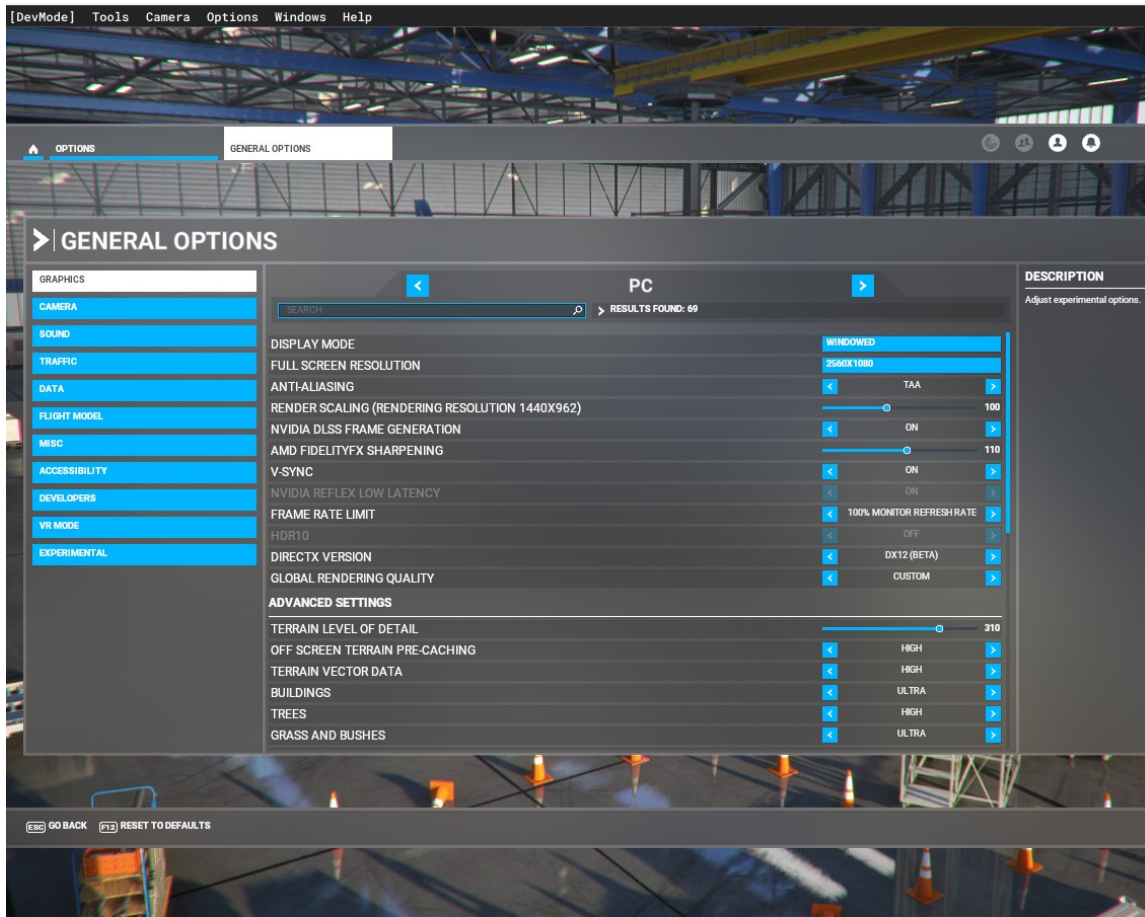 [DevMode] Tools Camera Options Windows Help
OPTIONS GENERAL OPTIONS
GENERAL OPTIONS
GRAPHICS
CAMERA
SOUND
TRAFFIC
DATA
FLIGHT MODEL
MISC
ACCESSIBILITY
DEVELOPERS
VR MODE
EXPERIMENTAL
PC
SEARCH RESULTS FOUND: 69
DISPLAY MODE WINDOWED
FULL SCREEN RESOLUTION 2560X1080
ANTI-ALIASING TAA
RENDER SCALING (RENDERING RESOLUTION 1440X962) 100
NVIDIA DLSS FRAME GENERATION ON
AMD FIDELITYFX SHARPENING 110
V-SYNC ON
NVIDIA REFLEX LOW LATENCY ON
FRAME RATE LIMIT 100% MONITOR REFRESH RATE
HDR10 OFF
DIRECTX VERSION DX12 (BETA)
GLOBAL RENDERING QUALITY CUSTOM
ADVANCED SETTINGS
TERRAIN LEVEL OF DETAIL 310
OFF SCREEN TERRAIN PRE-CACHING HIGH
TERRAIN VECTOR DATA HIGH
BUILDINGS ULTRA
TREES HIGH
GRASS AND BUSHES ULTRA
DESCRIPTION
Adjust experimental options.
ESC GO BACK F12 RESET TO DEFAULTS